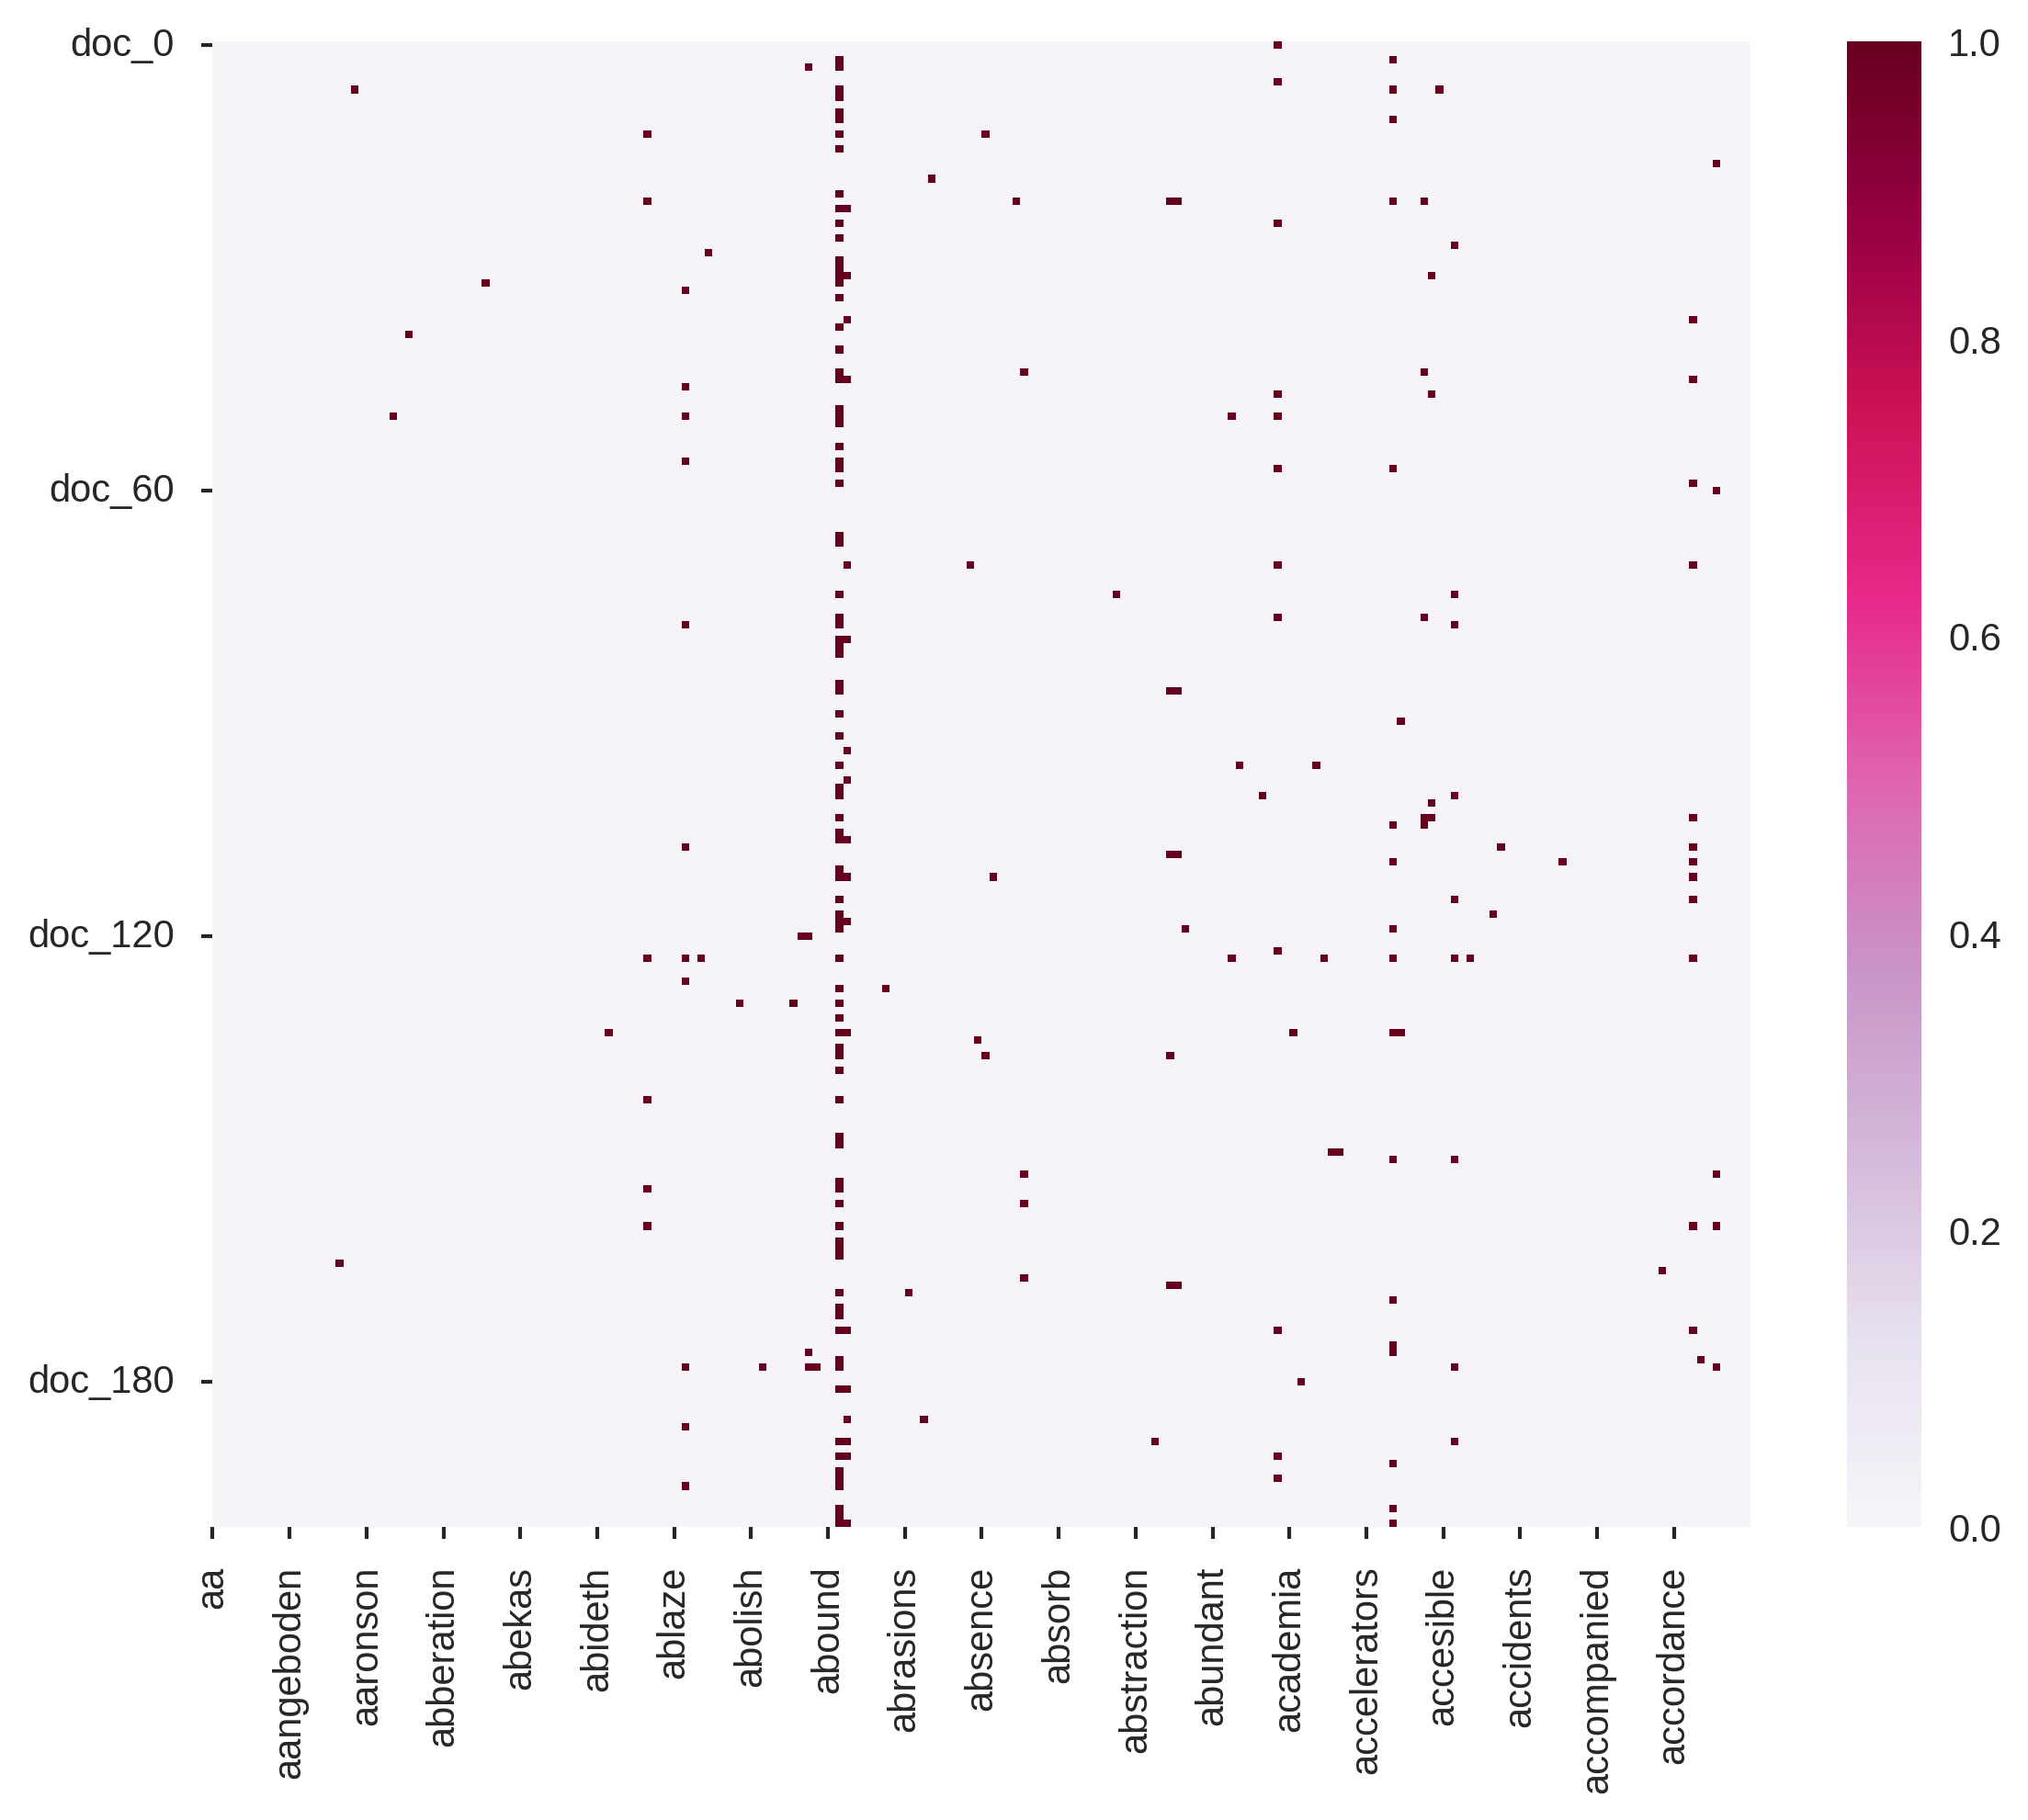 doc_0
doc_60
doc_120
doc_180
aa
aangeboden
aaronson
abberation
abekas
abideth
ablaze
abolish
abound
abrasions
absence
absorb
abstraction
abundant
academia
accelerators
accesible
accidents
accompanied
accordance
1.0
0.8
0.6
0.4
0.2
0.0